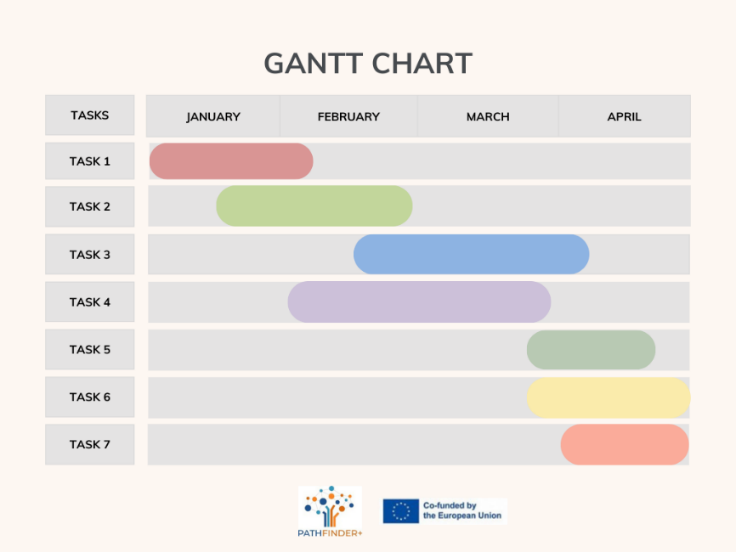 GANTT CHART
TASKS
JANUARY
FEBRUARY
MARCH
APRIL
TASK 1
TASK 2
TASK 3
TASK 4
TASK 5
TASK 6
TASK 7
PATHFINDER+
Co-funded by
the European Union